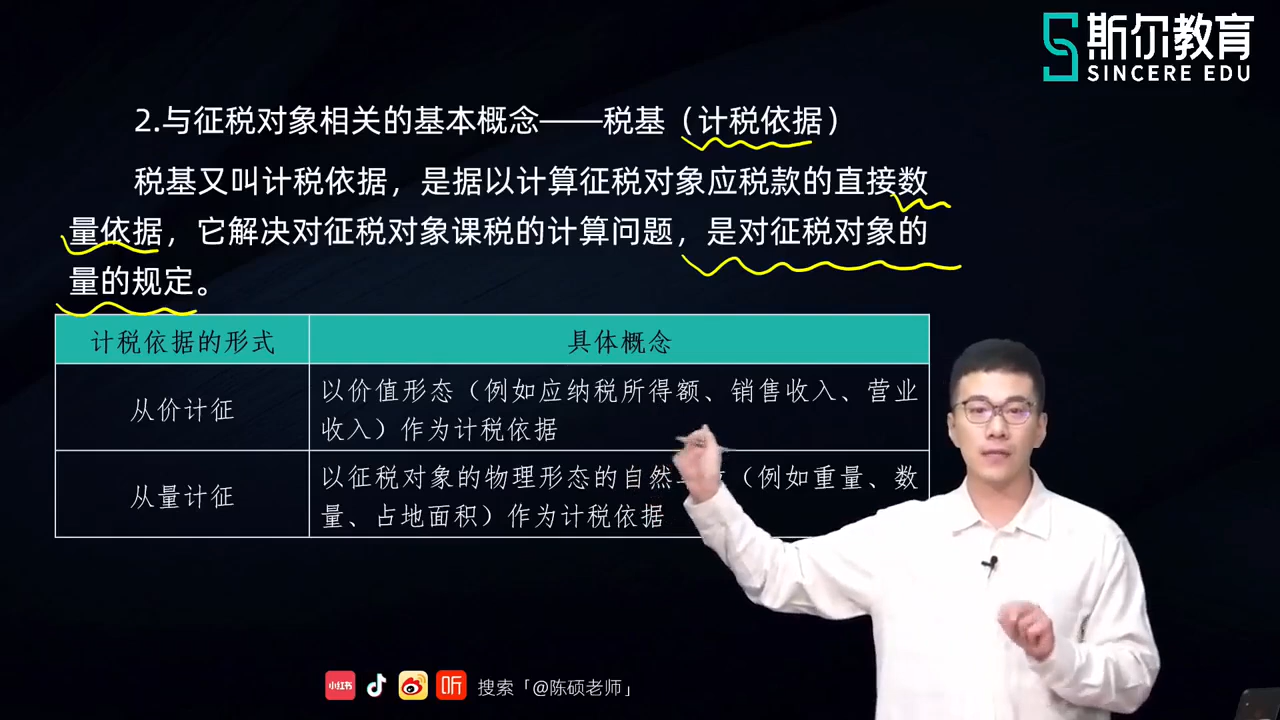 斯尔教育
SINCERE EDU
2.与征税对象相关的基本概念——税基（计税依据）
税基又叫计税依据，是据以计算征税对象应税款的直接数
量依据，它解决对征税对象课税的计算问题，是对征税对象的
量的规定。
计税依据的形式 具体概念
从价计征
以价值形态（例如应纳税所得额、销售收入、营业
收入）作为计税依据
从量计征
以征税对象的物理形态的自然（例如重量、数
量、占地面积）作为计税依据
小红书 听 搜索「@陈硕老师」